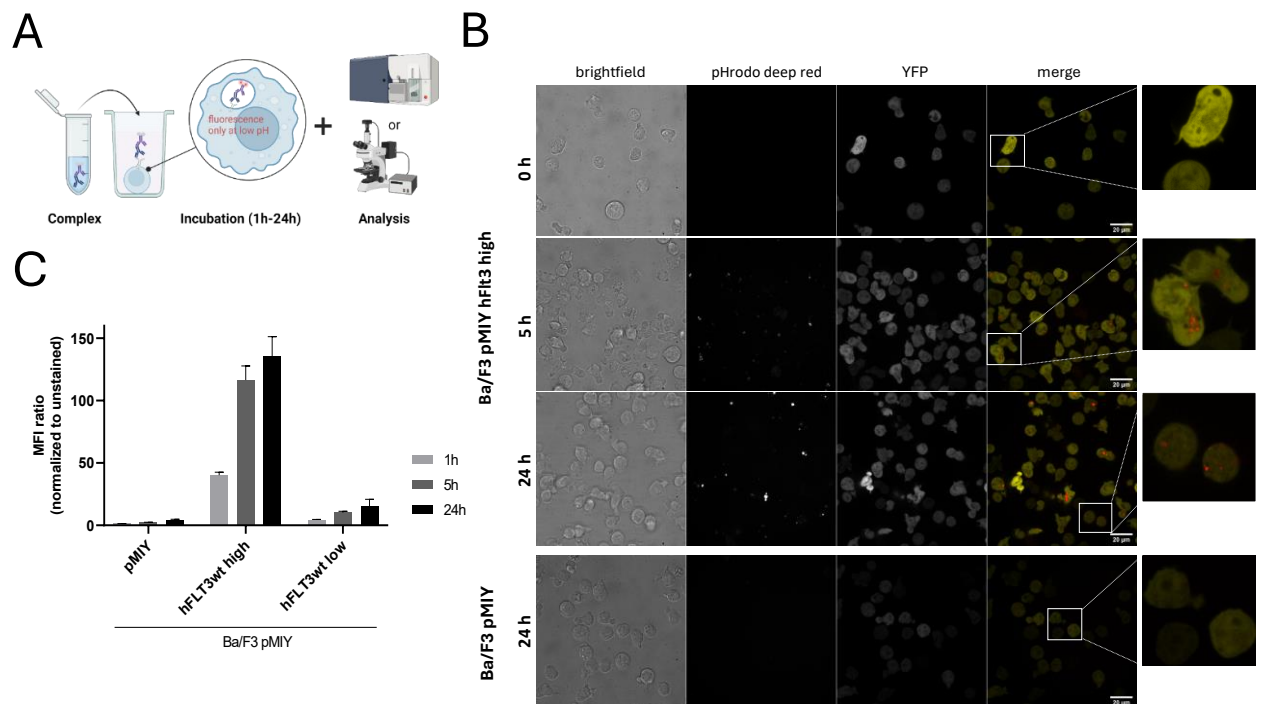 A
fluorescence
only at low pH
+
or
Complex
Incubation (1h-24h)
Analysis
B
brightfield
pHrodo deep red
YFP
merge
Ba/F3 pMIY hFlt3 high
0 h
20 µm
5 h
20 µm
24 h
20 µm
Ba/F3 pMIY
24 h
20 µm
C
MFI ratio
(normalized to unstained)
150
100
50
0
1h
5h
24h
pMIY
hFLT3wt high
hFLT3wt low
Ba/F3 pMIY